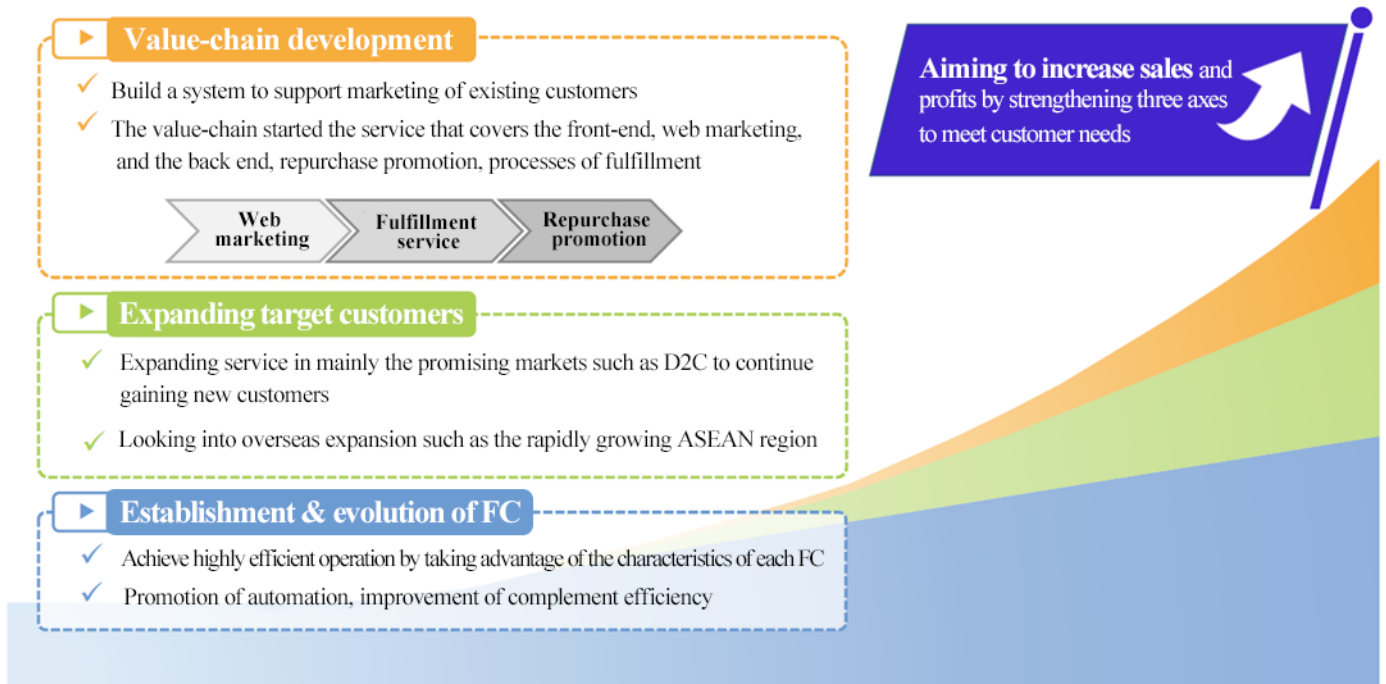 Value-chain development
Build a system to support marketing of existing customers
The value-chain started the service that covers the front-end, web marketing,
and the back end, repurchase promotion, processes of fulfillment
Web
marketing
Fulfillment
service
Repurchase
promotion
Expanding target customers
Expanding service in mainly the promising markets such as D2C to continue
gaining new customers
Looking into overseas expansion such as the rapidly growing ASEAN region
Establishment & evolution of FC
Achieve highly efficient operation by taking advantage of the characteristics of each FC
Promotion of automation, improvement of complement efficiency
Aiming to increase sales and
profits by strengthening three axes
to meet customer needs